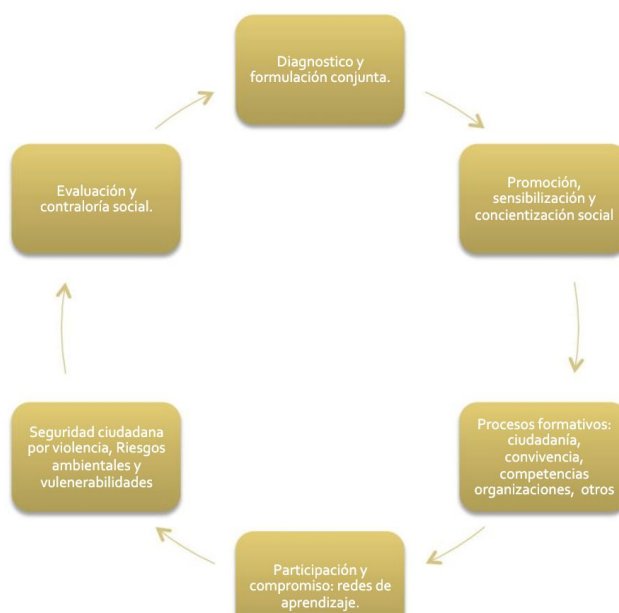 Diagnostico y
formulación conjunta.
Promoción,
sensibilización y
concientización social
Procesos formativos:
ciudadanía,
convivencia,
competencias
organizaciones, otros
Participación y
compromiso: redes de
aprendizaje.
Seguridad ciudadana
por violencia, Riesgos
ambientales y
vulenerabilidades
Evaluación y
contraloría social.